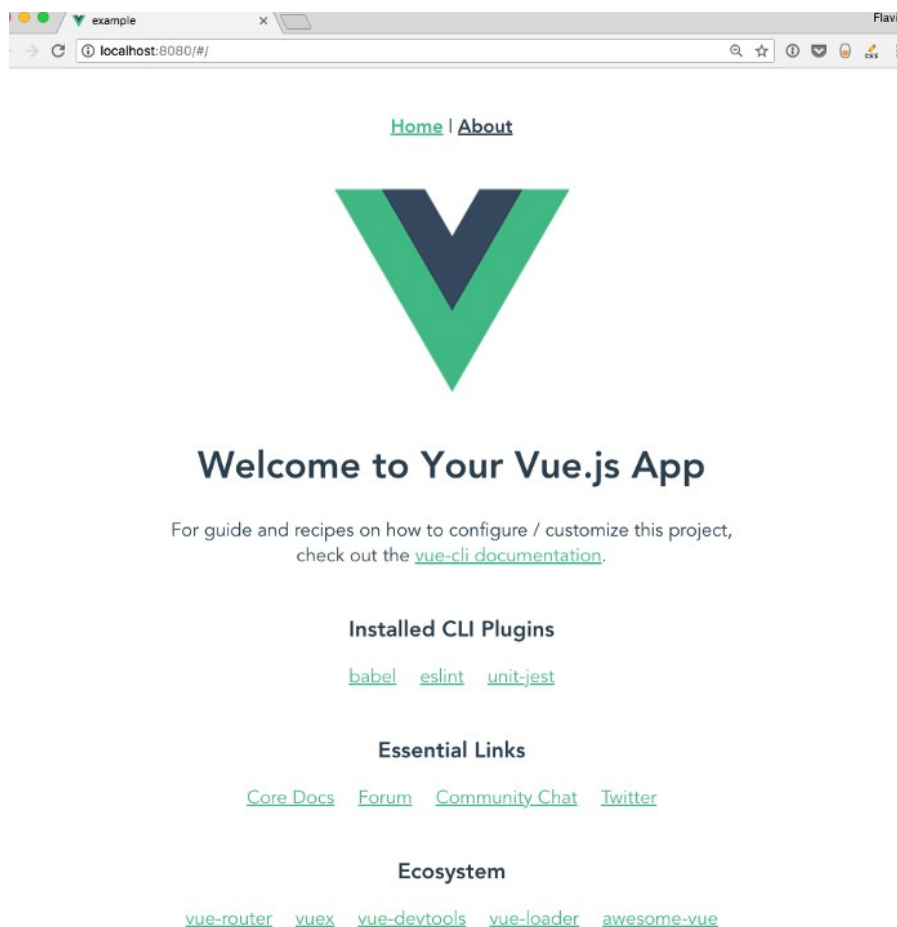 example
Flavi
localhost:8080/#/
CSS
Home | About
Welcome to Your Vue.js App
For guide and recipes on how to configure / customize this project,
check out the vue-cli documentation.
Installed CLI Plugins
babel eslint unit-jest
Essential Links
Core Docs Forum Community Chat Twitter
Ecosystem
vue-router vuex vue-devtools vue-loader awesome-vue